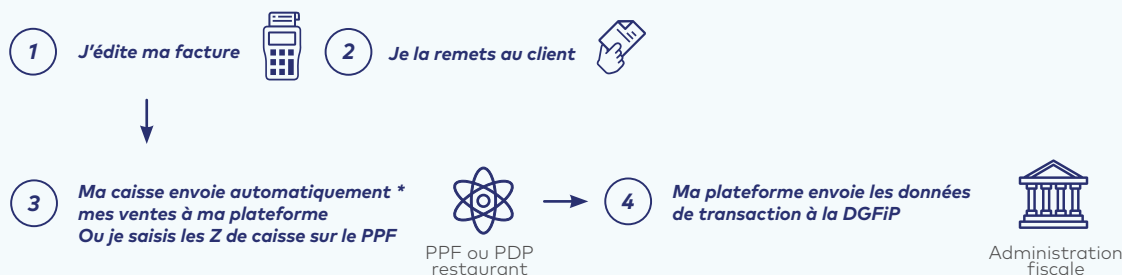 1
J'édite ma facture
2
Je la remets au client
3
Ma caisse envoie automatiquement *
mes ventes à ma plateforme
Ou je saisis les Z de caisse sur le PPF
PPF ou PDP
restaurant
4
Ma plateforme envoie les données
de transaction à la DGFiP
Administration
fiscale